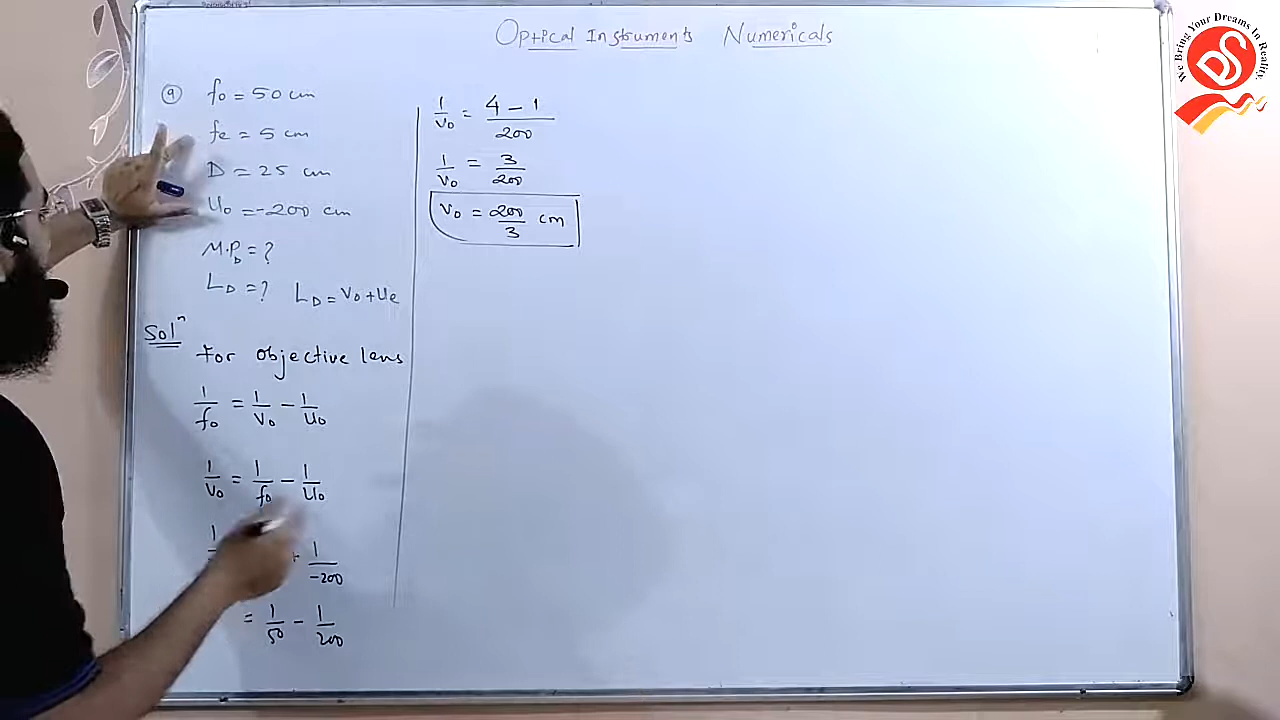 Optical Instruments Numericals
We Bring Your Dreams In Reality
DS
9 fo = 50 cm
fe = 5 cm
D = 25 cm
Uo = -200 cm
M.P_D = ?
L_D = ? L_D = Vo + Ue
Solⁿ
For objective lens
1/fo = 1/Vo - 1/Uo
1/Vo = 1/fo - 1/Uo
1 + 1/-200
= 1/50 - 1/200
1/Vo = 4 - 1/200
1/Vo = 3/200
Vo = 200/3 cm